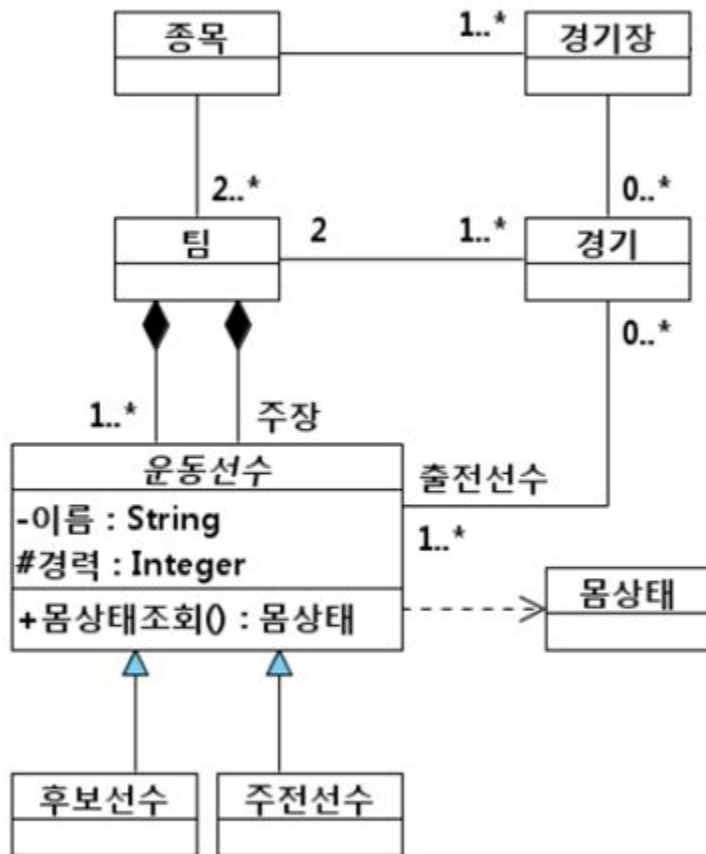 종목
1..*
경기장
2..*
0..*
팀
2
1..*
경기
0..*
1..*
주장
운동선수
출전선수
-이름 : String
1..*
#경력 : Integer
몸상태
+몸상태조회() : 몸상태
후보선수
주전선수